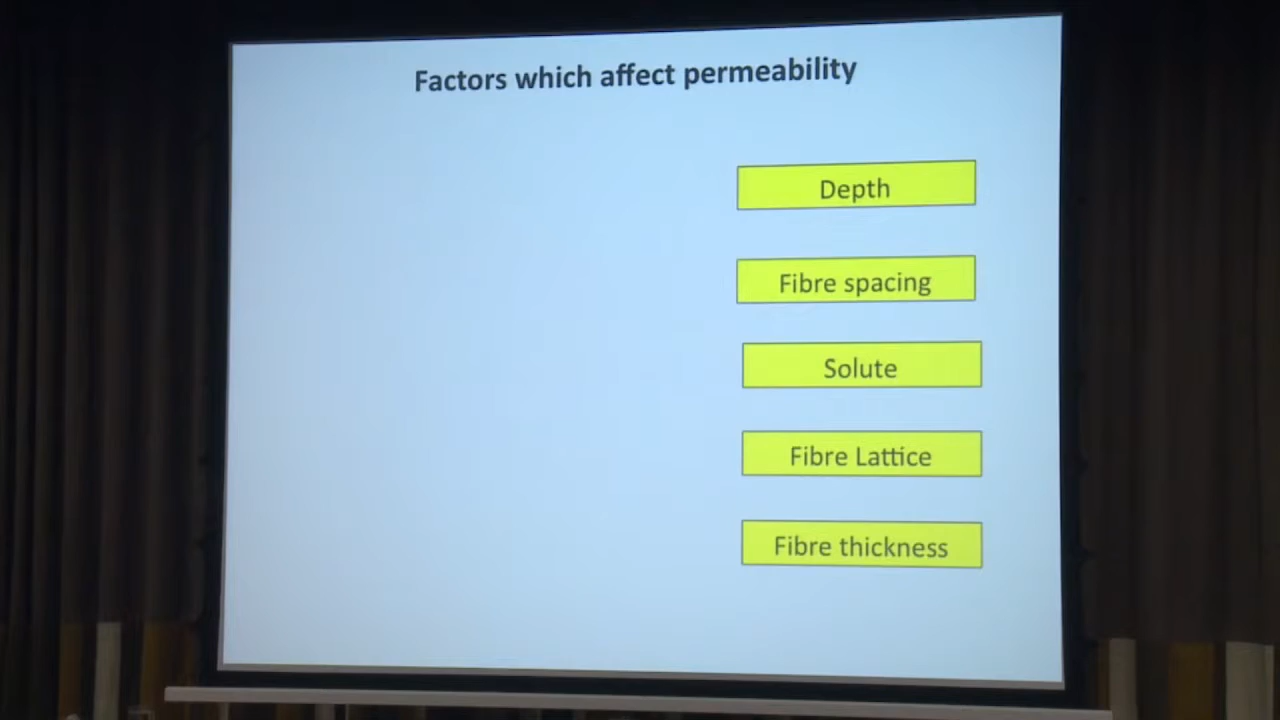 Factors which affect permeability
Depth
Fibre spacing
Solute
Fibre Lattice
Fibre thickness